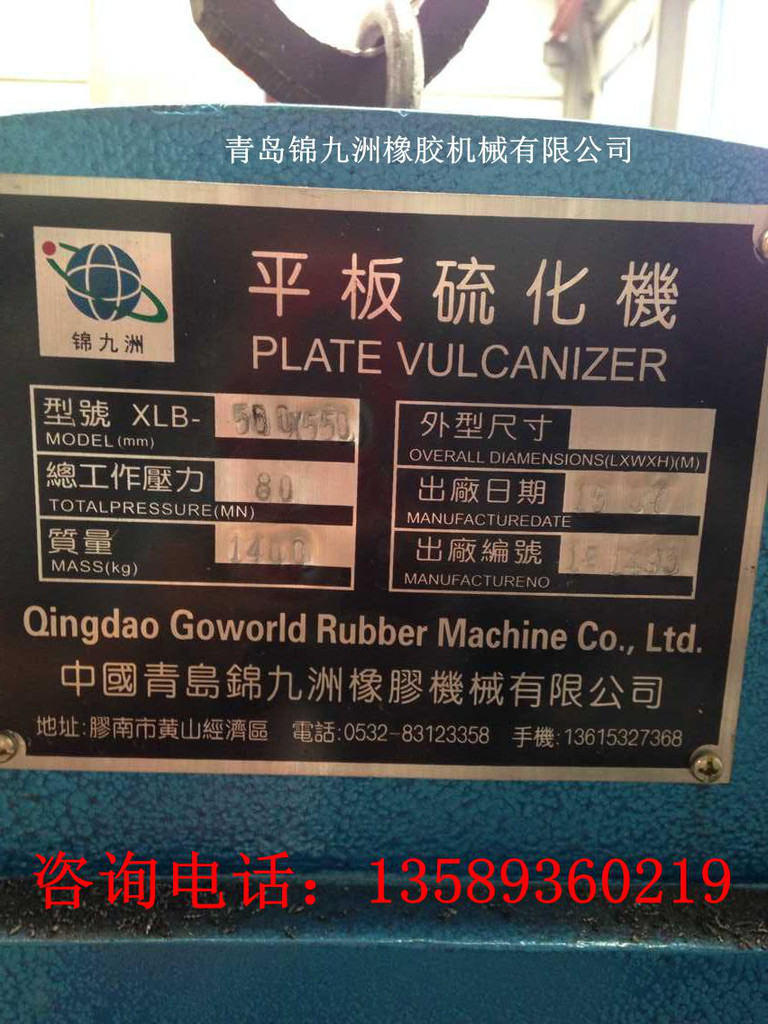 青岛锦九洲橡胶机械有限公司
锦九洲
平板硫化機
PLATE VULCANIZER
型號 XLB-
MODEL(mm)
總工作壓力 80
TOTALPRESSURE(MN)
質量 1400
MASS(kg)
外型尺寸
OVERALL DIAMENSIONS(LXWXH)(M)
出廠日期
MANUFACTUREDATE
出廠編號
MANUFACTURENO
Qingdao Goworld Rubber Machine Co., Ltd.
中國青島錦九洲橡膠機械有限公司
地址:膠南市黄山經濟區 電話:0532-83123358 手機:13615327368
咨询电话：13589360219